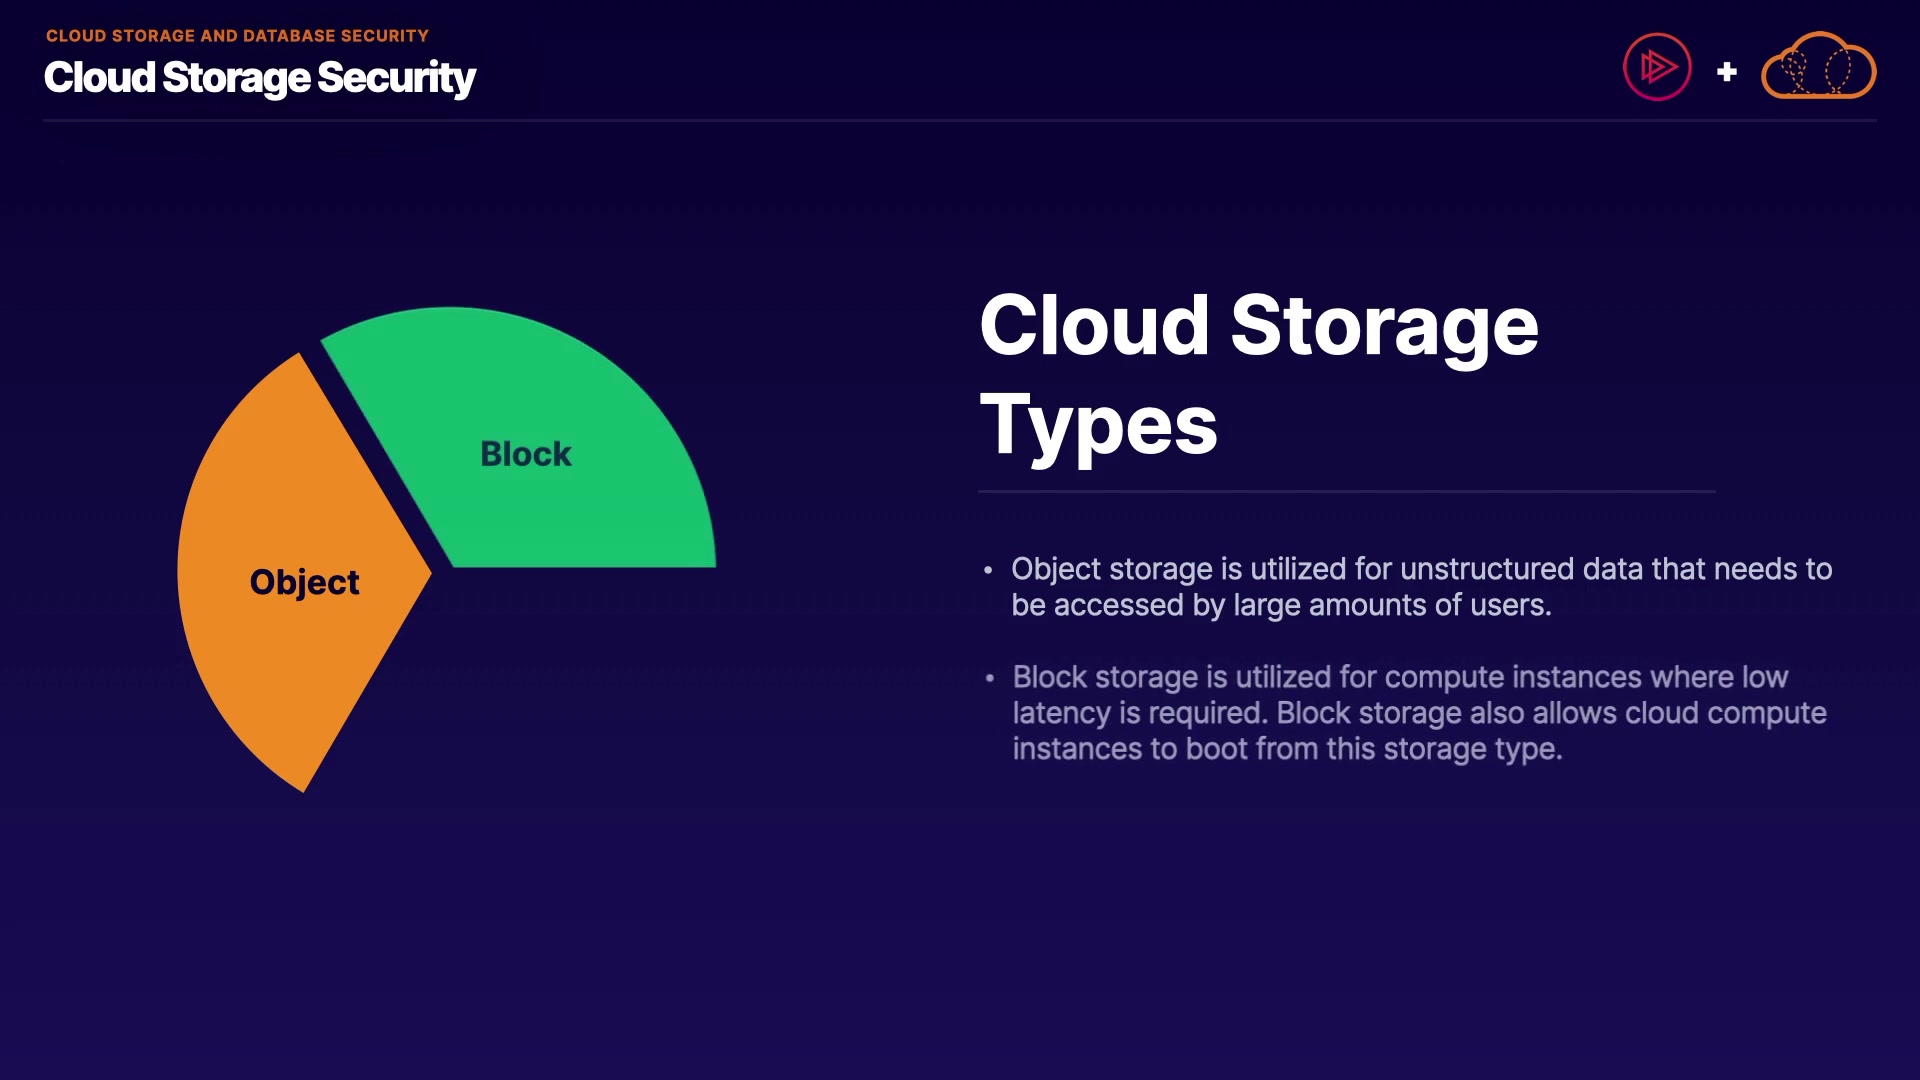 CLOUD STORAGE AND DATABASE SECURITY
Cloud Storage Security
+
Block
Object
Cloud Storage
Types
• Object storage is utilized for unstructured data that needs to
be accessed by large amounts of users.
• Block storage is utilized for compute instances where low
latency is required. Block storage also allows cloud compute
instances to boot from this storage type.